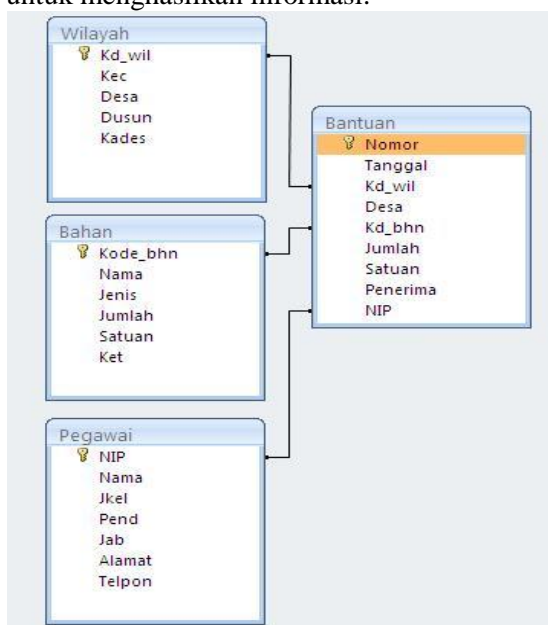 untuk menghasilkan informasi.
Wilayah
Kd_wil
Kec
Desa
Dusun
Kades
Bantuan
Nomor
Tanggal
Kd_wil
Desa
Kd_bhn
Jumlah
Satuan
Penerima
NIP
Bahan
Kode_bhn
Nama
Jenis
Jumlah
Satuan
Ket
Pegawai
NIP
Nama
Jkel
Pend
Jab
Alamat
Telpon